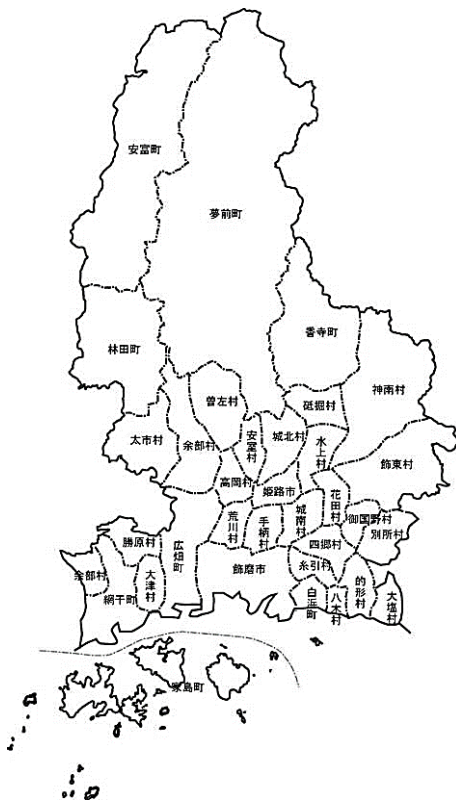 安富町
夢前町
香寺町
林田町
神南村
砥掘村
曽左村
太市村
余部村
安室村
城北村
水上村
飾東村
高岡村
姫路市
花田村
荒川村
手柄村
城南村
御国野村
別所村
勝原村
広畑町
四郷村
飾磨市
糸引村
余部村
大津村
網干町
白浜町
八木村
的形村
大塩村
家島町